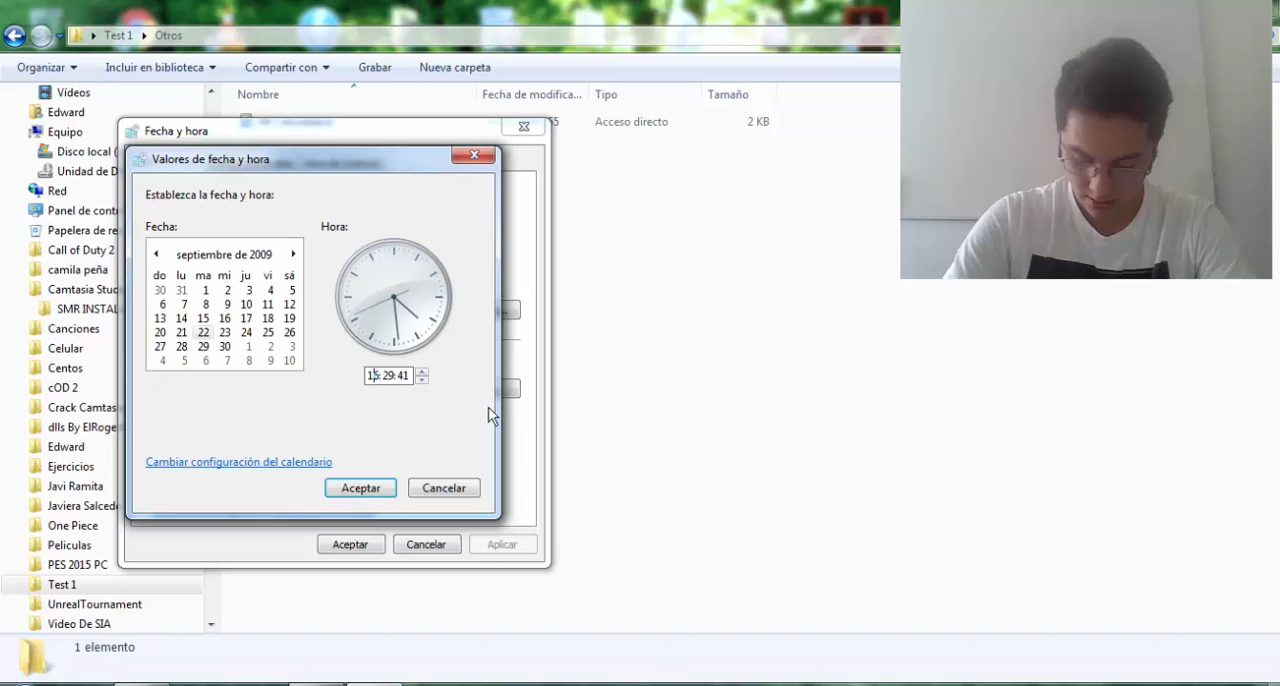 Test 1 Otros
Organizar Incluir en biblioteca Compartir con Grabar Nueva carpeta
Nombre Fecha de modifica... Tipo Tamaño
55 Acceso directo 2 KB
Vídeos
Edward
Equipo
Disco local (
Unidad de D
Red
Panel de cont
Papelera de re
Call of Duty 2
camila peña
Camtasia Studi
SMR INSTAL
Canciones
Celular
Centos
cOD 2
Crack Camtas
dlls By ElRoge
Edward
Ejercicios
Javi Ramita
Javiera Salced
One Piece
Peliculas
PES 2015 PC
Test 1
UnrealTournament
Video De SIA
Fecha y hora
Valores de fecha y hora
Establezca la fecha y hora:
Fecha: Hora:
septiembre de 2009
do lu ma mi ju vi sá
30 31 1 2 3 4 5
6 7 8 9 10 11 12
13 14 15 16 17 18 19
20 21 22 23 24 25 26
27 28 29 30 1 2 3
4 5 6 7 8 9 10
15:29:41
Cambiar configuración del calendario
Aceptar Cancelar
Aceptar Cancelar Aplicar
1 elemento